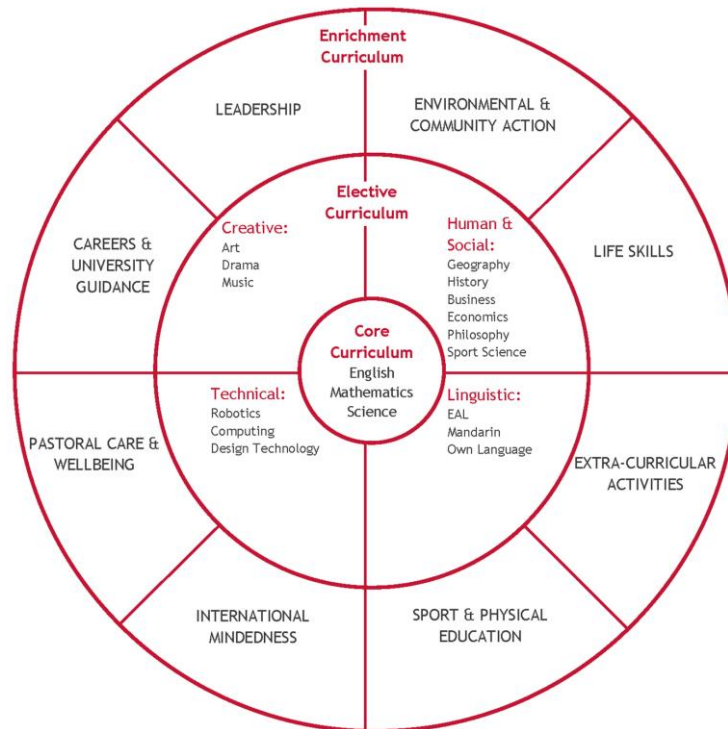 Enrichment
Curriculum
LEADERSHIP
ENVIRONMENTAL &
COMMUNITY ACTION
CAREERS &
UNIVERSITY
GUIDANCE
LIFE SKILLS
Elective
Curriculum
Creative:
Art
Drama
Music
Human &
Social:
Geography
History
Business
Economics
Philosophy
Sport Science
Core
Curriculum
English
Mathematics
Science
Technical:
Robotics
Computing
Design Technology
Linguistic:
EAL
Mandarin
Own Language
PASTORAL CARE &
WELLBEING
EXTRA-CURRICULAR
ACTIVITIES
INTERNATIONAL
MINDEDNESS
SPORT & PHYSICAL
EDUCATION